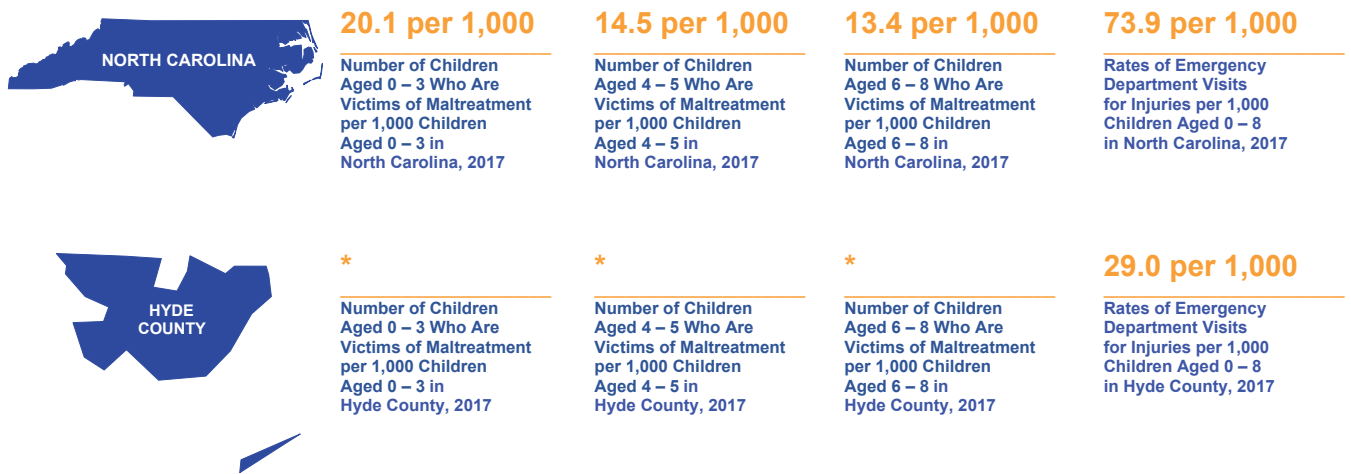 NORTH CAROLINA
20.1 per 1,000
Number of Children
Aged 0 – 3 Who Are
Victims of Maltreatment
per 1,000 Children
Aged 0 – 3 in
North Carolina, 2017
14.5 per 1,000
Number of Children
Aged 4 – 5 Who Are
Victims of Maltreatment
per 1,000 Children
Aged 4 – 5 in
North Carolina, 2017
13.4 per 1,000
Number of Children
Aged 6 – 8 Who Are
Victims of Maltreatment
per 1,000 Children
Aged 6 – 8 in
North Carolina, 2017
73.9 per 1,000
Rates of Emergency
Department Visits
for Injuries per 1,000
Children Aged 0 – 8
in North Carolina, 2017
HYDE
COUNTY
*
Number of Children
Aged 0 – 3 Who Are
Victims of Maltreatment
per 1,000 Children
Aged 0 – 3 in
Hyde County, 2017
*
Number of Children
Aged 4 – 5 Who Are
Victims of Maltreatment
per 1,000 Children
Aged 4 – 5 in
Hyde County, 2017
*
Number of Children
Aged 6 – 8 Who Are
Victims of Maltreatment
per 1,000 Children
Aged 6 – 8 in
Hyde County, 2017
29.0 per 1,000
Rates of Emergency
Department Visits
for Injuries per 1,000
Children Aged 0 – 8
in Hyde County, 2017